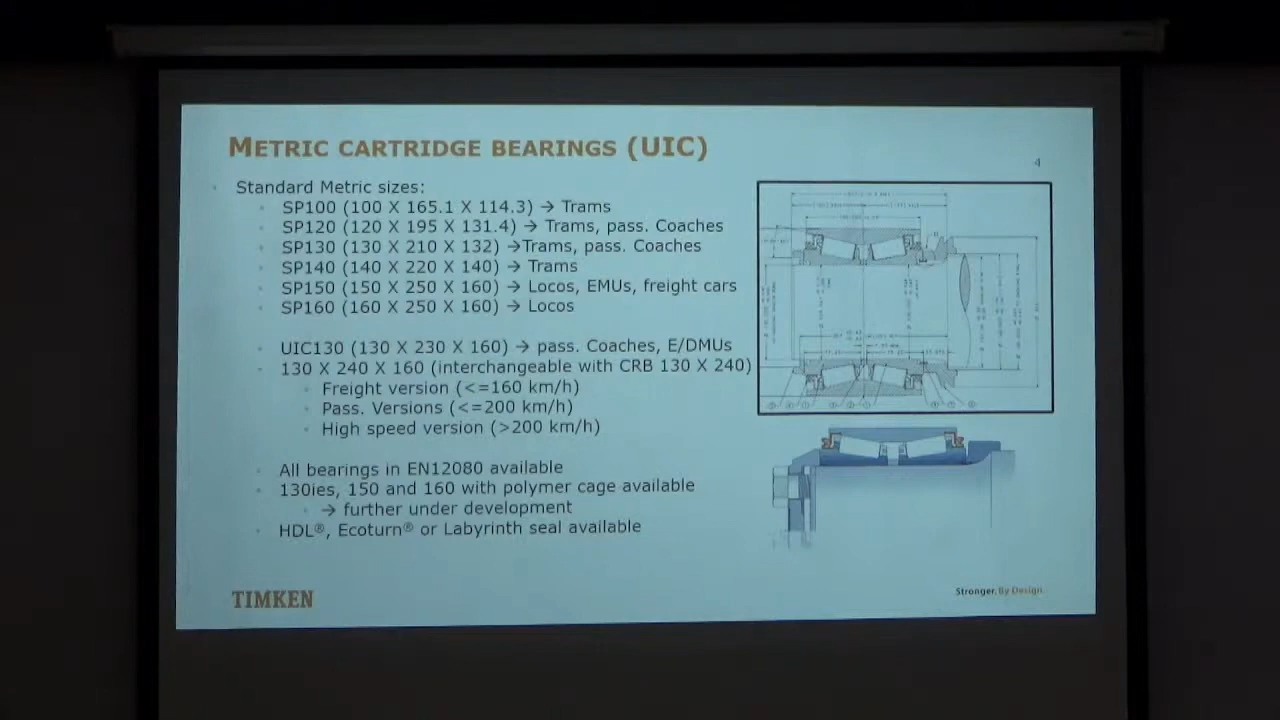 METRIC CARTRIDGE BEARINGS (UIC)
4
Standard Metric sizes:
SP100 (100 X 165.1 X 114.3) → Trams
SP120 (120 X 195 X 131.4) → Trams, pass. Coaches
SP130 (130 X 210 X 132) →Trams, pass. Coaches
SP140 (140 X 220 X 140) → Trams
SP150 (150 X 250 X 160) → Locos, EMUs, freight cars
SP160 (160 X 250 X 160) → Locos
UIC130 (130 X 230 X 160) → pass. Coaches, E/DMUs
130 X 240 X 160 (interchangeable with CRB 130 X 240)
Freight version (<=160 km/h)
Pass. Versions (<=200 km/h)
High speed version (>200 km/h)
All bearings in EN12080 available
130ies, 150 and 160 with polymer cage available
→ further under development
HDL®, Ecoturn® or Labyrinth seal available
TIMKEN
Stronger. By Design.